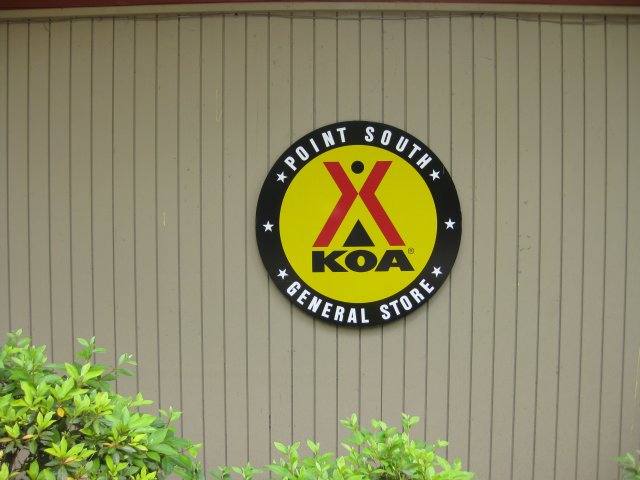 POINT SOUTH
KOA®
GENERAL STORE